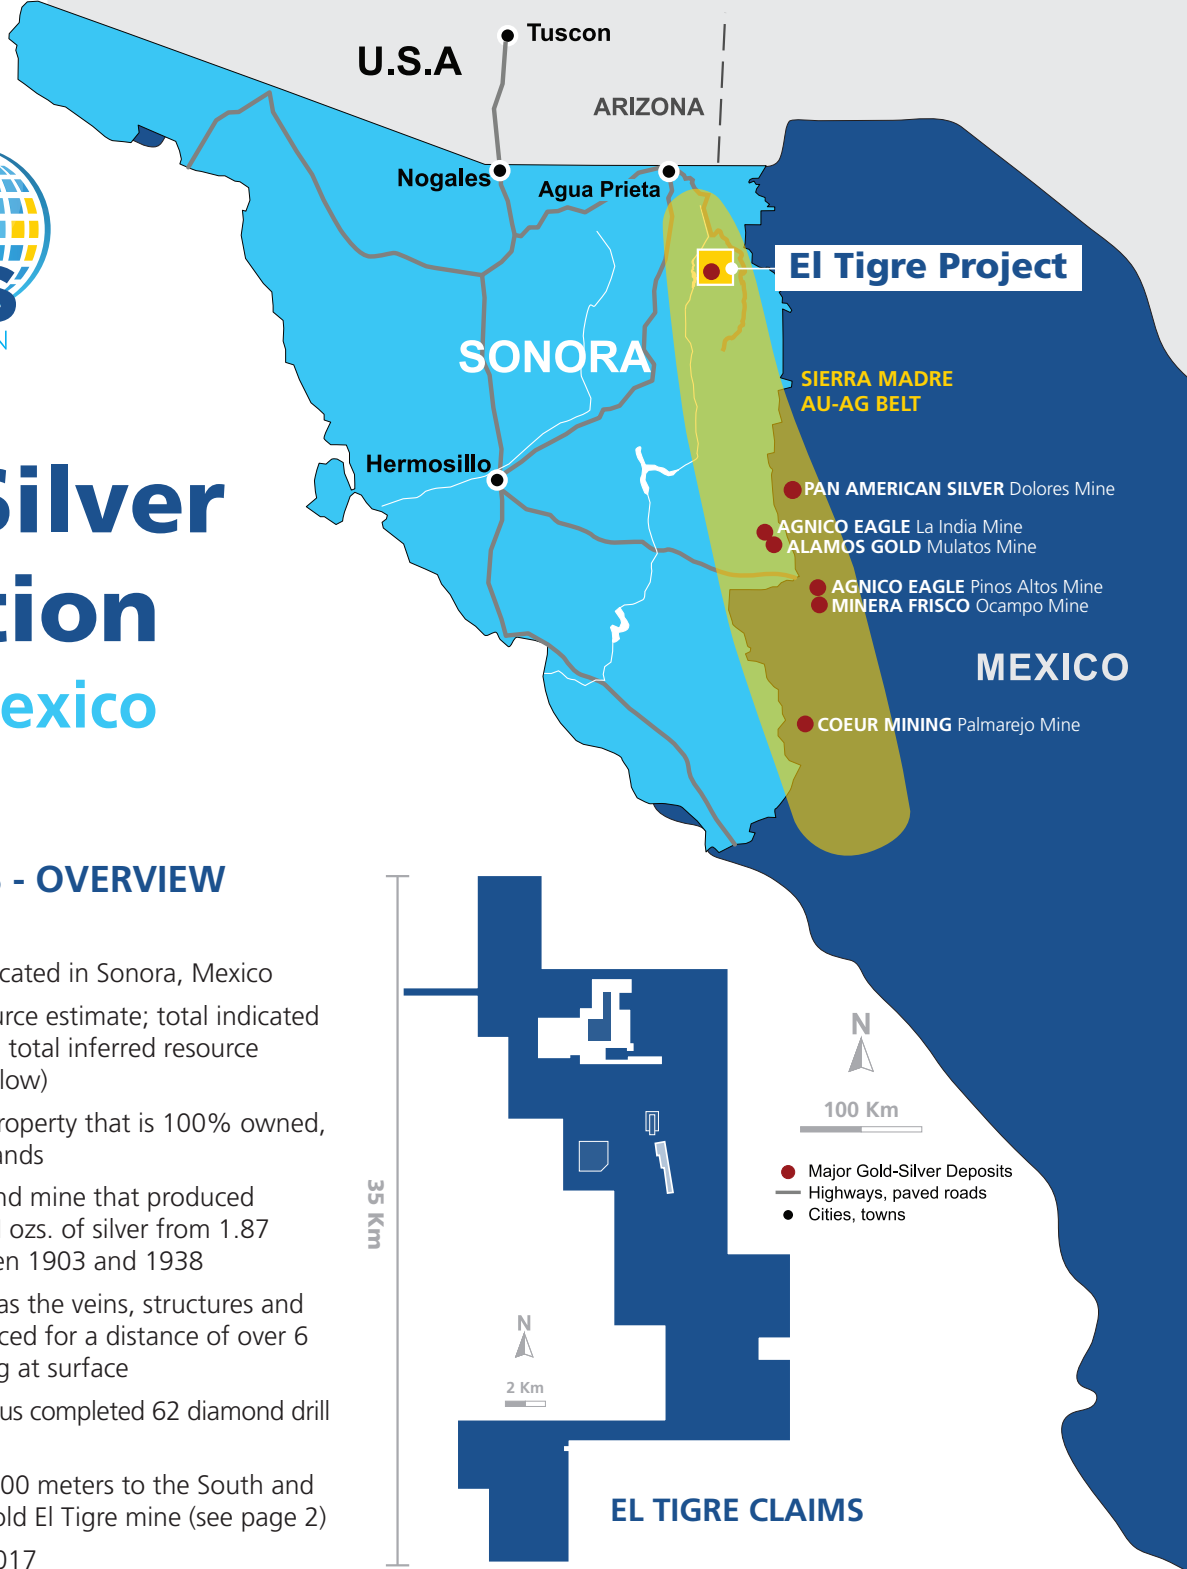 Tuscon
U.S.A
ARIZONA
Nogales
Agua Prieta
El Tigre Project
SONORA
SIERRA MADRE
AU-AG BELT
Hermosillo
PAN AMERICAN SILVER Dolores Mine
AGNICO EAGLE La India Mine
ALAMOS GOLD Mulatos Mine
AGNICO EAGLE Pinos Altos Mine
MINERA FRISCO Ocampo Mine
MEXICO
COEUR MINING Palmarejo Mine
Silver
tion
exico
- OVERVIEW
cated in Sonora, Mexico
urce estimate; total indicated
total inferred resource
low)
roperty that is 100% owned,
ands
nd mine that produced
ozs. of silver from 1.87
en 1903 and 1938
as the veins, structures and
ced for a distance of over 6
g at surface
us completed 62 diamond drill
00 meters to the South and
old El Tigre mine (see page 2)
017
35 Km
N
2 Km
EL TIGRE CLAIMS
N
100 Km
Major Gold-Silver Deposits
Highways, paved roads
Cities, towns